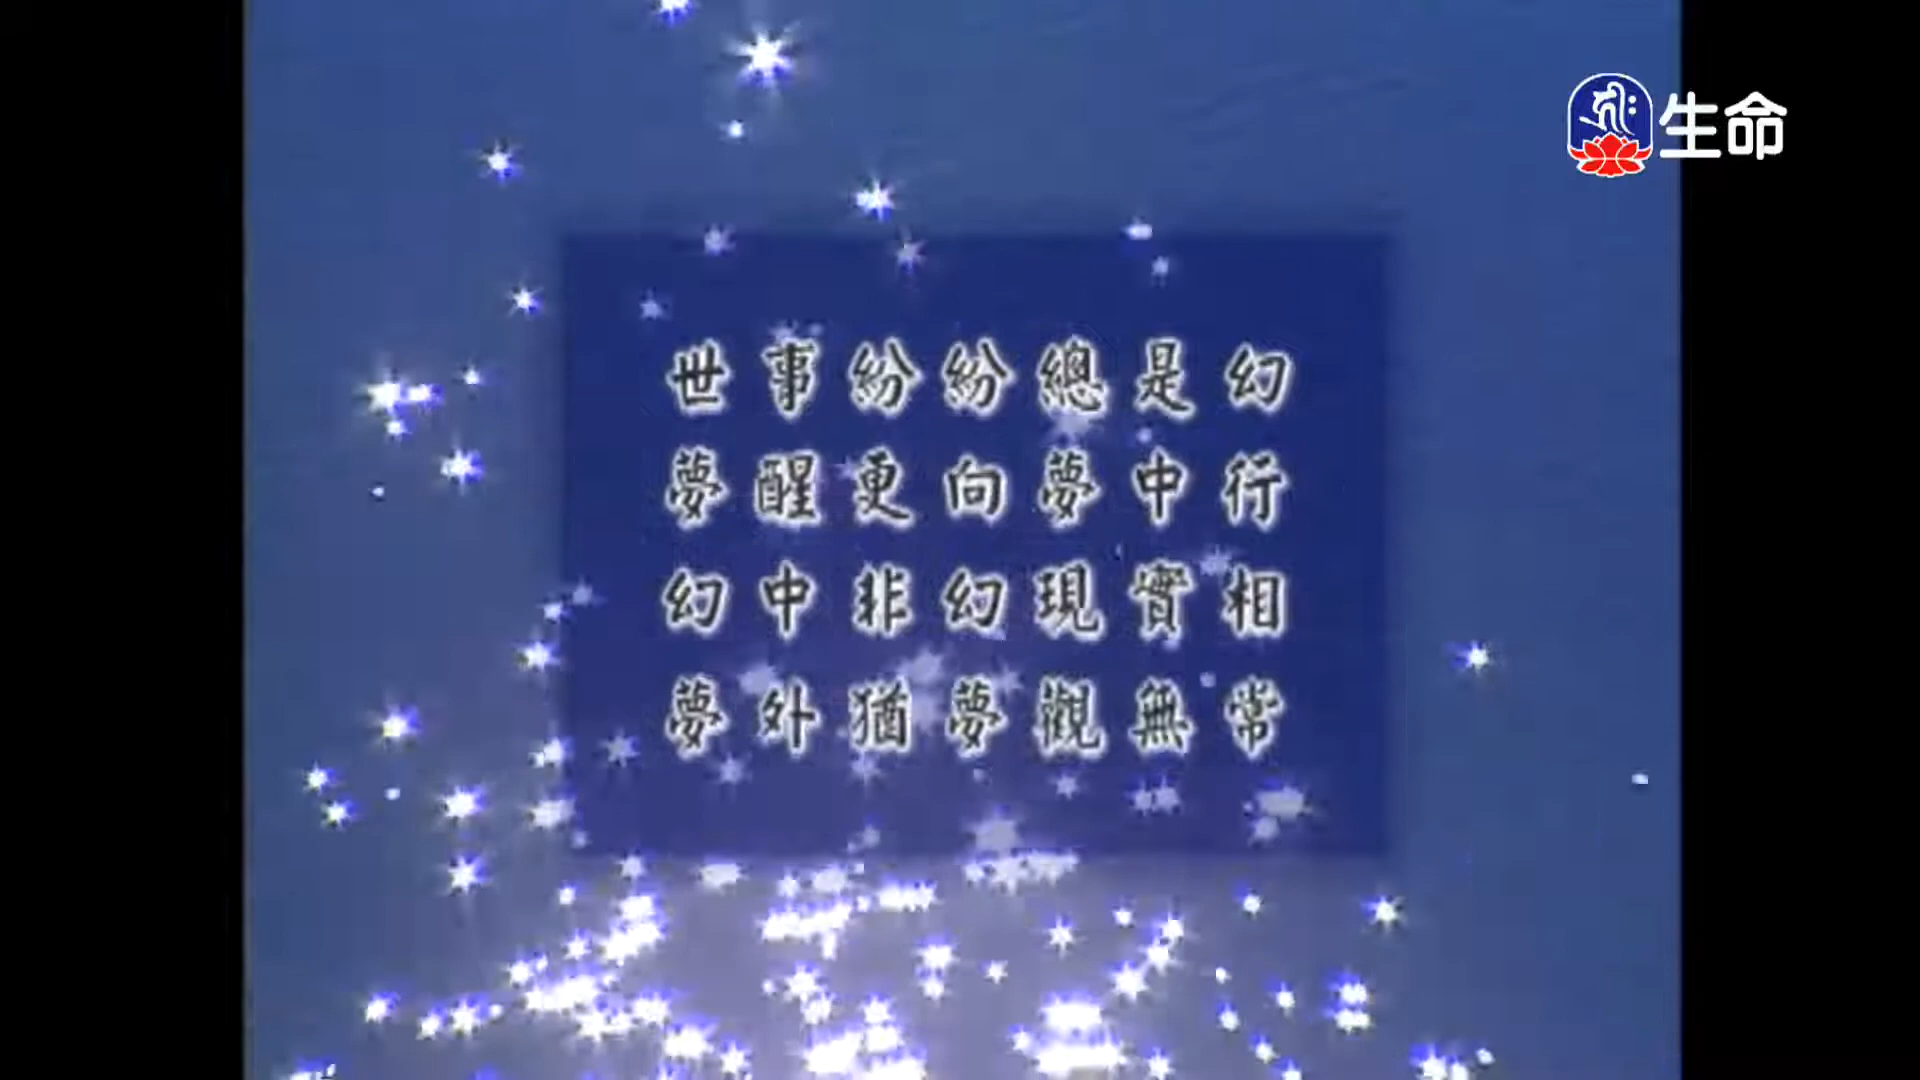 生命
世事紛紛總是幻
夢醒更向夢中行
幻中非幻現實相
夢外猶夢觀無常